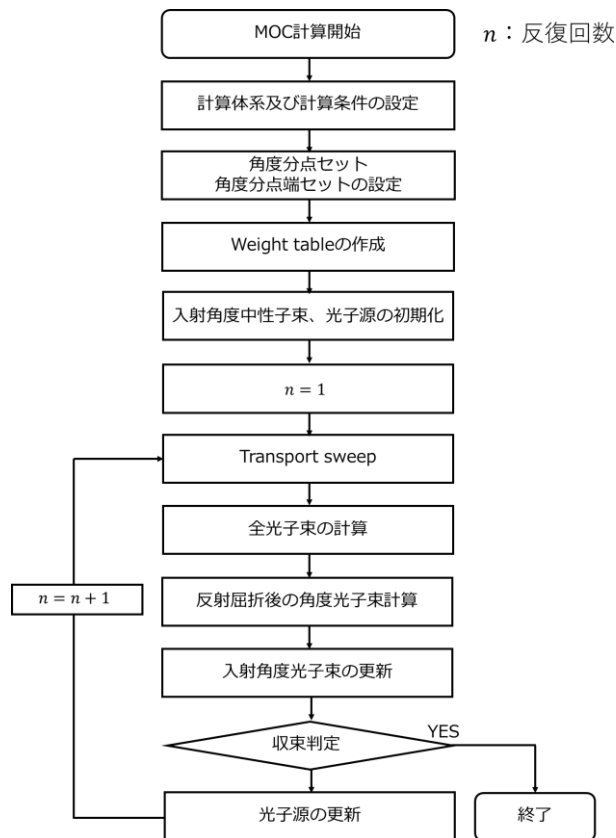 MOC計算開始
n：反復回数
計算体系及び計算条件の設定
角度分点セット
角度分点端セットの設定
Weight tableの作成
入射角度中性子束、光子源の初期化
n = 1
Transport sweep
全光子束の計算
n = n + 1
反射屈折後の角度光子束計算
入射角度光子束の更新
収束判定
YES
光子源の更新
終了